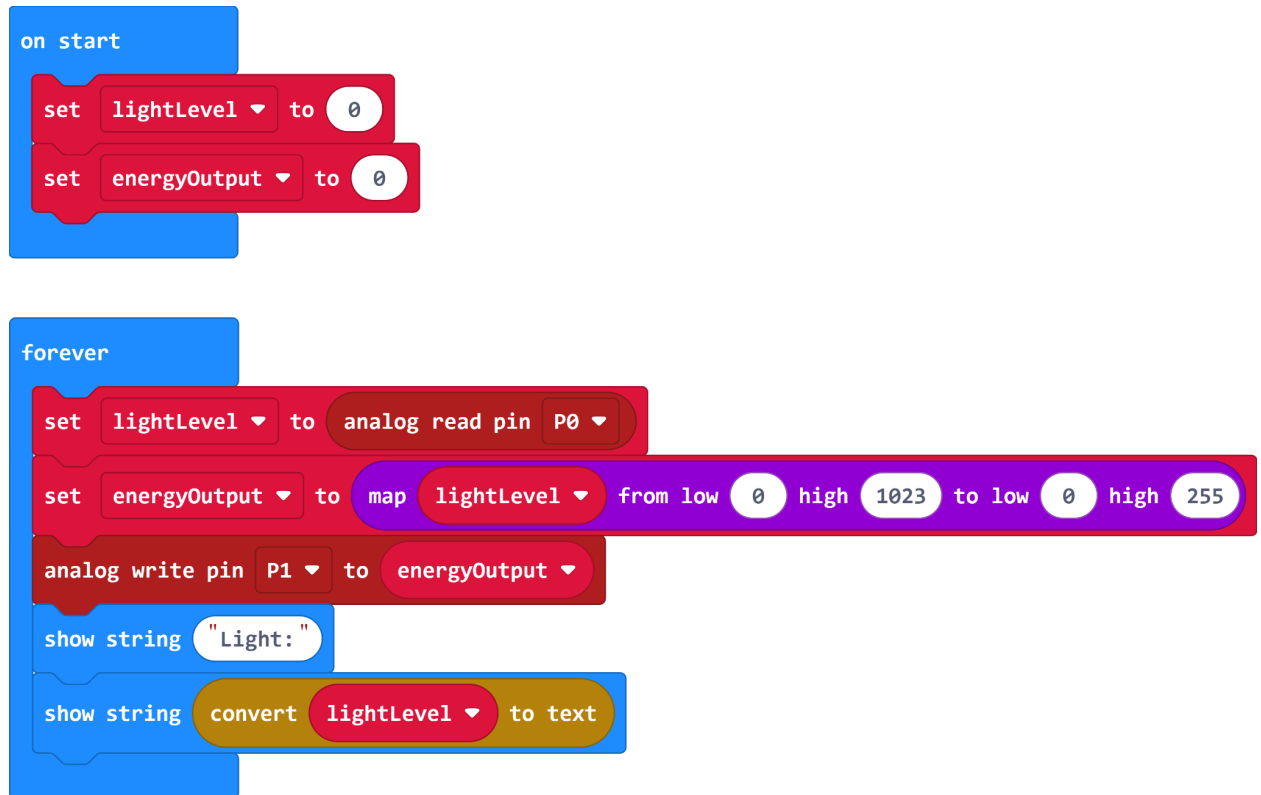 on start
set lightLevel to 0
set energyOutput to 0
forever
set lightLevel to analog read pin P0
set energyOutput to map lightLevel from low 0 high 1023 to low 0 high 255
analog write pin P1 to energyOutput
show string "Light:"
show string convert lightLevel to text